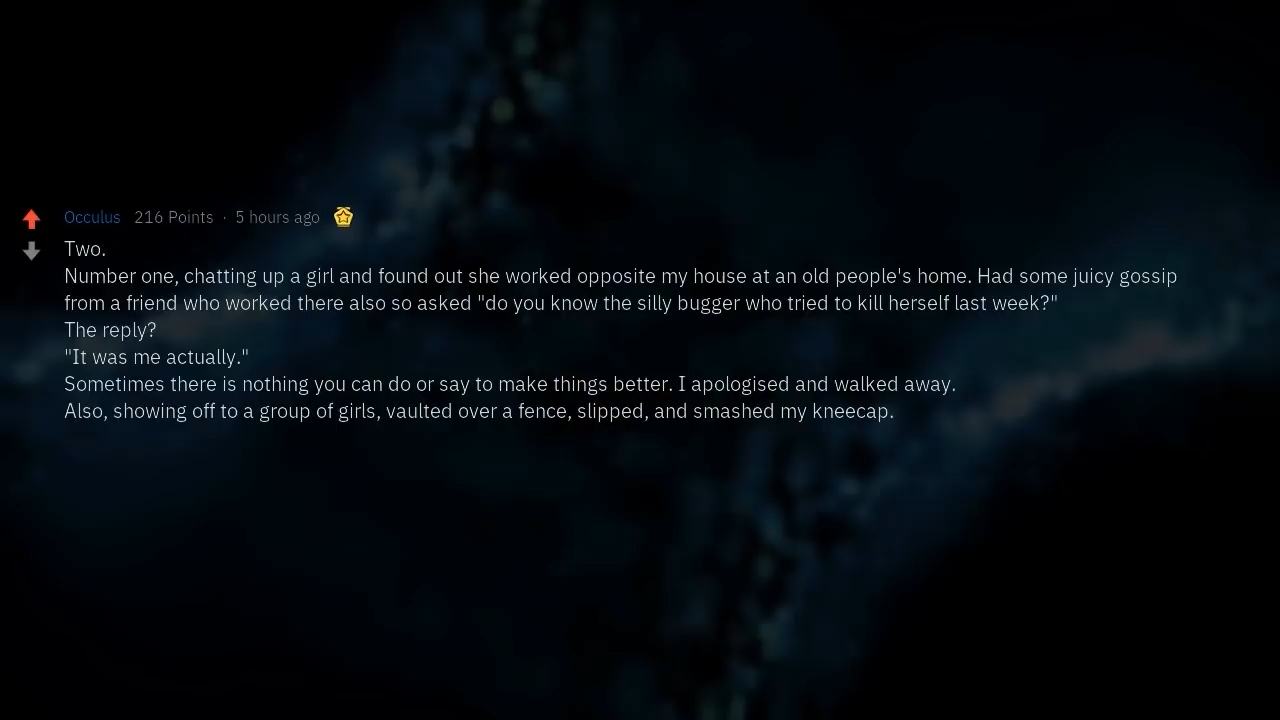 Occulus 216 Points · 5 hours ago
Two.
Number one, chatting up a girl and found out she worked opposite my house at an old people's home. Had some juicy gossip
from a friend who worked there also so asked "do you know the silly bugger who tried to kill herself last week?"
The reply?
"It was me actually."
Sometimes there is nothing you can do or say to make things better. I apologised and walked away.
Also, showing off to a group of girls, vaulted over a fence, slipped, and smashed my kneecap.